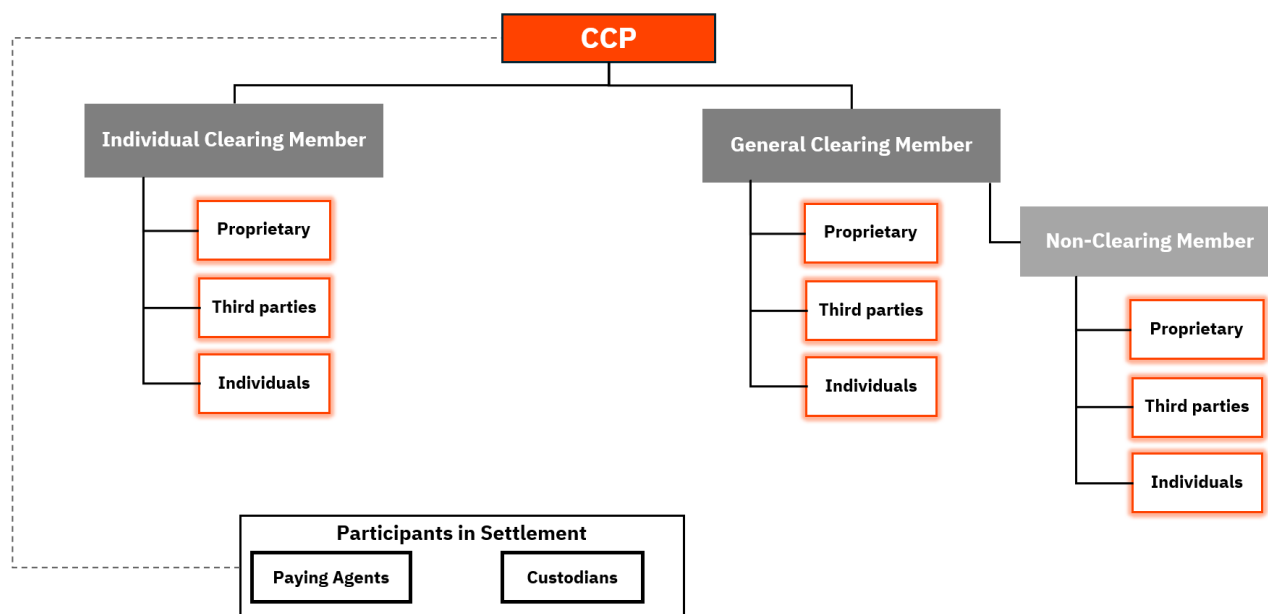 CCP
Individual Clearing Member
Proprietary
Third parties
Individuals
General Clearing Member
Proprietary
Third parties
Individuals
Non-Clearing Member
Proprietary
Third parties
Individuals
Participants in Settlement
Paying Agents
Custodians